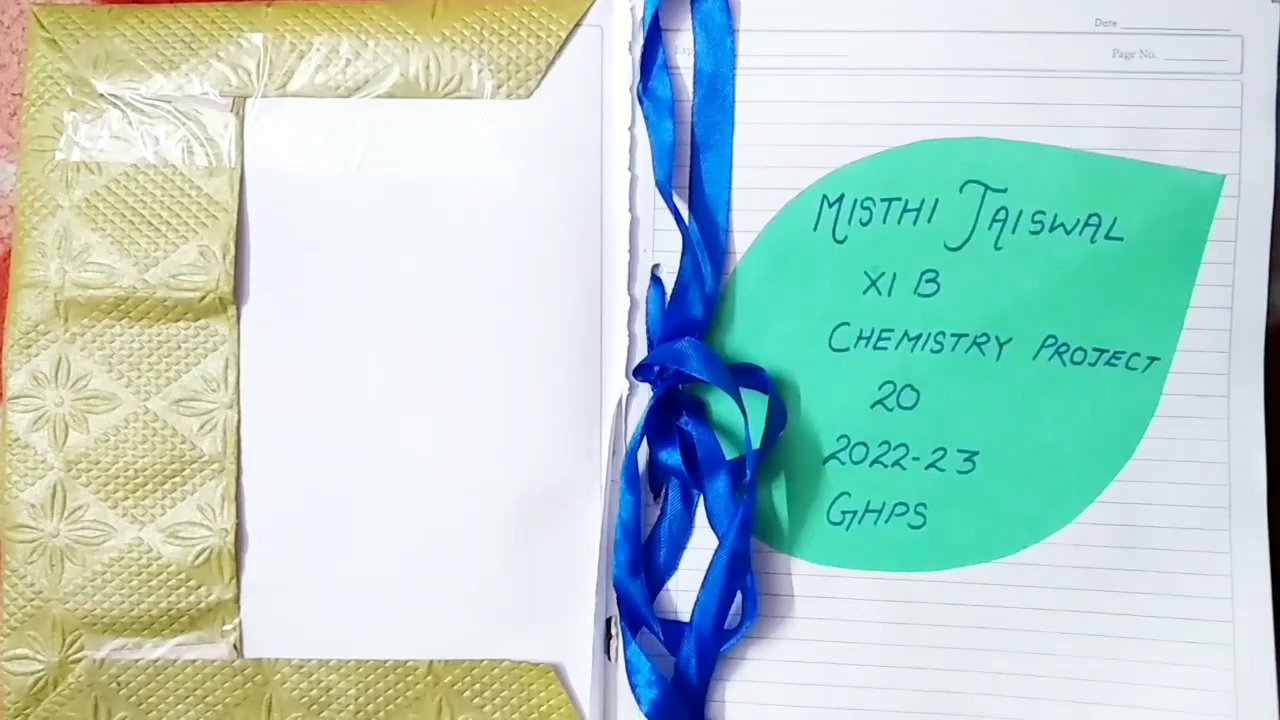 Date
Page No.
MISTHI JAISWAL
XI B
CHEMISTRY PROJECT
20
2022-23
GHPS